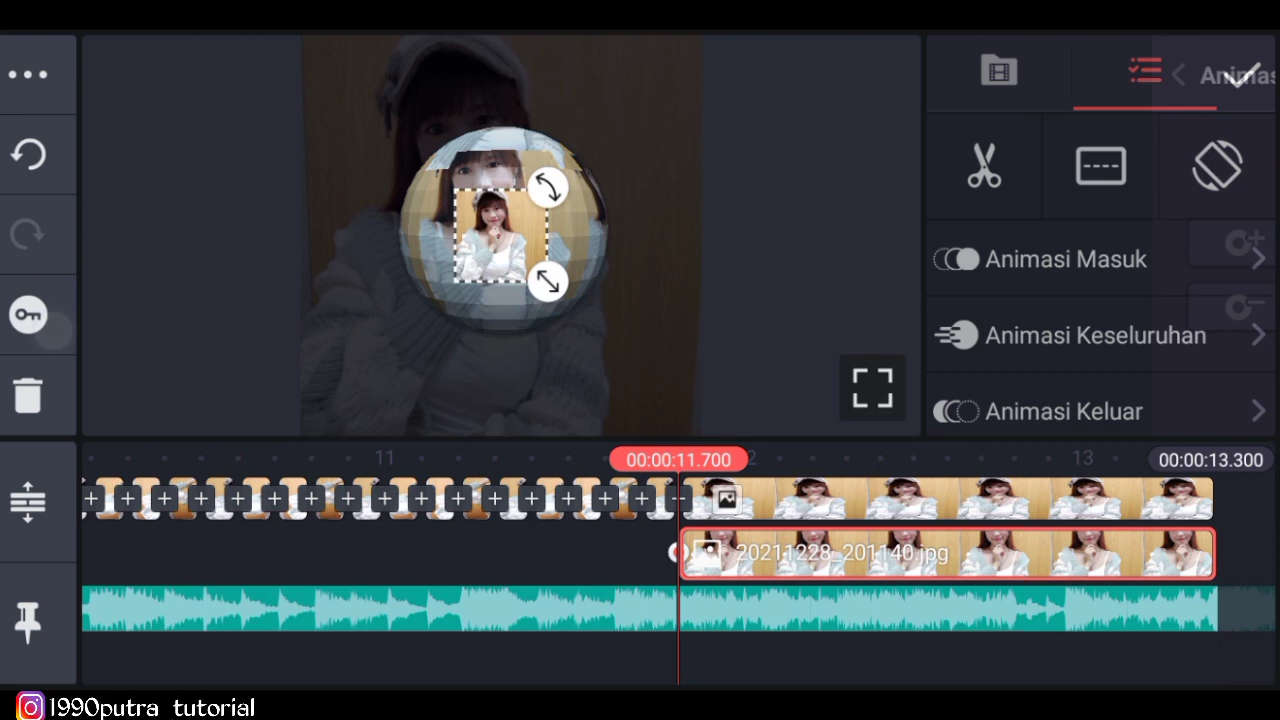 Animas
Animasi Masuk
Animasi Keseluruhan
Animasi Keluar
11
00:00:11.700
2
13
00:00:13.300
20211228_201140.jpg
1990putra tutorial